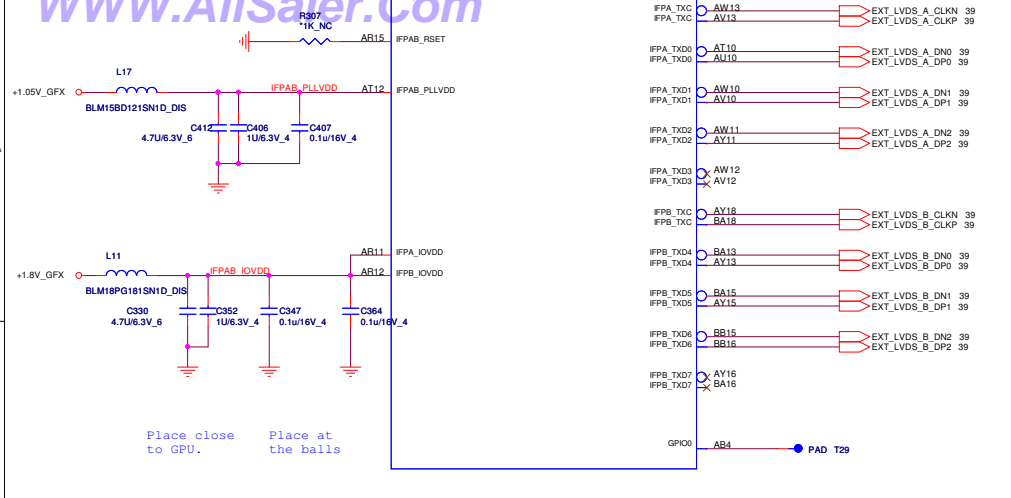 www.AllSaler.Com
R307
*1K_NC
AR15 IFPAB_RSET
L17
+1.05V_GFX
IFPAB_PLLVDD
AT12 IFPAB_PLLVDD
BLM15BD121SN1D_DIS
C412
4.7U/6.3V_6
C406
1U/6.3V_4
C407
0.1u/16V_4
L11
+1.8V_GFX
IFPAB_IOVDD
AR11 IFPA_IOVDD
AR12 IFPB_IOVDD
BLM18PG181SN1D_DIS
C330
4.7U/6.3V_6
C352
1U/6.3V_4
C347
0.1u/16V_4
C364
0.1u/16V_4
Place close
to GPU.
Place at
the balls
IFPA_TXC AW13 EXT_LVDS_A_CLKN 39
IFPA_TXC AV13 EXT_LVDS_A_CLKP 39
IFPA_TXD0 AT10 EXT_LVDS_A_DN0 39
IFPA_TXD0 AU10 EXT_LVDS_A_DP0 39
IFPA_TXD1 AW10 EXT_LVDS_A_DN1 39
IFPA_TXD1 AV10 EXT_LVDS_A_DP1 39
IFPA_TXD2 AW11 EXT_LVDS_A_DN2 39
IFPA_TXD2 AY11 EXT_LVDS_A_DP2 39
IFPA_TXD3 AW12
IFPA_TXD3 AV12
IFPB_TXC AY18 EXT_LVDS_B_CLKN 39
IFPB_TXC BA18 EXT_LVDS_B_CLKP 39
IFPB_TXD4 BA13 EXT_LVDS_B_DN0 39
IFPB_TXD4 AY13 EXT_LVDS_B_DP0 39
IFPB_TXD5 BA15 EXT_LVDS_B_DN1 39
IFPB_TXD5 AY15 EXT_LVDS_B_DP1 39
IFPB_TXD6 BB15 EXT_LVDS_B_DN2 39
IFPB_TXD6 BB16 EXT_LVDS_B_DP2 39
IFPB_TXD7 AY16
IFPB_TXD7 BA16
GPIO0 AB4 PAD T29